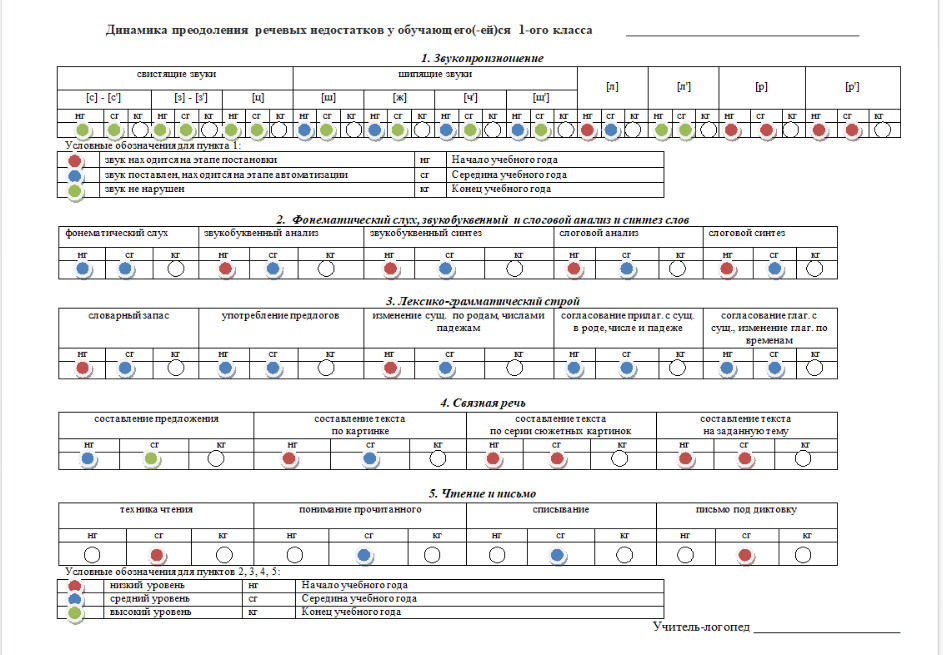 Динамика преодоления речевых недостатков у обучающего(-ей)ся 1-ого класса
1. Звукопроизношение
свистящие звуки шипящие звуки [л] [л'] [р] [р']
[с] - [с'] [з] - [з'] [ц] [ш] [ж] [ч'] [щ']
нг сг кг нг сг кг нг сг кг нг сг кг нг сг кг нг сг кг нг сг кг нг сг кг нг сг кг нг сг кг нг сг кг
Условные обозначения для пункта 1:
звук находится на этапе постановки нг Начало учебного года
звук поставлен, находится на этапе автоматизации сг Середина учебного года
звук не нарушен кг Конец учебного года
2. Фонематический слух, звукобуквенный и слоговой анализ и синтез слов
фонематический слух звукобуквенный анализ звукобуквенный синтез слоговой анализ слоговой синтез
нг сг кг нг сг кг нг сг кг нг сг кг нг сг кг
3. Лексико-грамматический строй
словарный запас употребление предлогов изменение сущ. по родам, числами согласование прилаг. с сущ. согласование глаг. с
падежам в роде, числе и падеже сущ., изменение глаг. по
временам
нг сг кг нг сг кг нг сг кг нг сг кг нг сг кг
4. Связная речь
составление предложения составление текста составление текста составление текста
по картинке по серии сюжетных картинок на заданную тему
нг сг кг нг сг кг нг сг кг нг сг кг
5. Чтение и письмо
техника чтения понимание прочитанного списывание письмо под диктовку
нг сг кг нг сг кг нг сг кг нг сг кг
Условные обозначения для пунктов 2, 3, 4, 5:
низкий уровень нг Начало учебного года
средний уровень сг Середина учебного года
высокий уровень кг Конец учебного года
Учитель-логопед